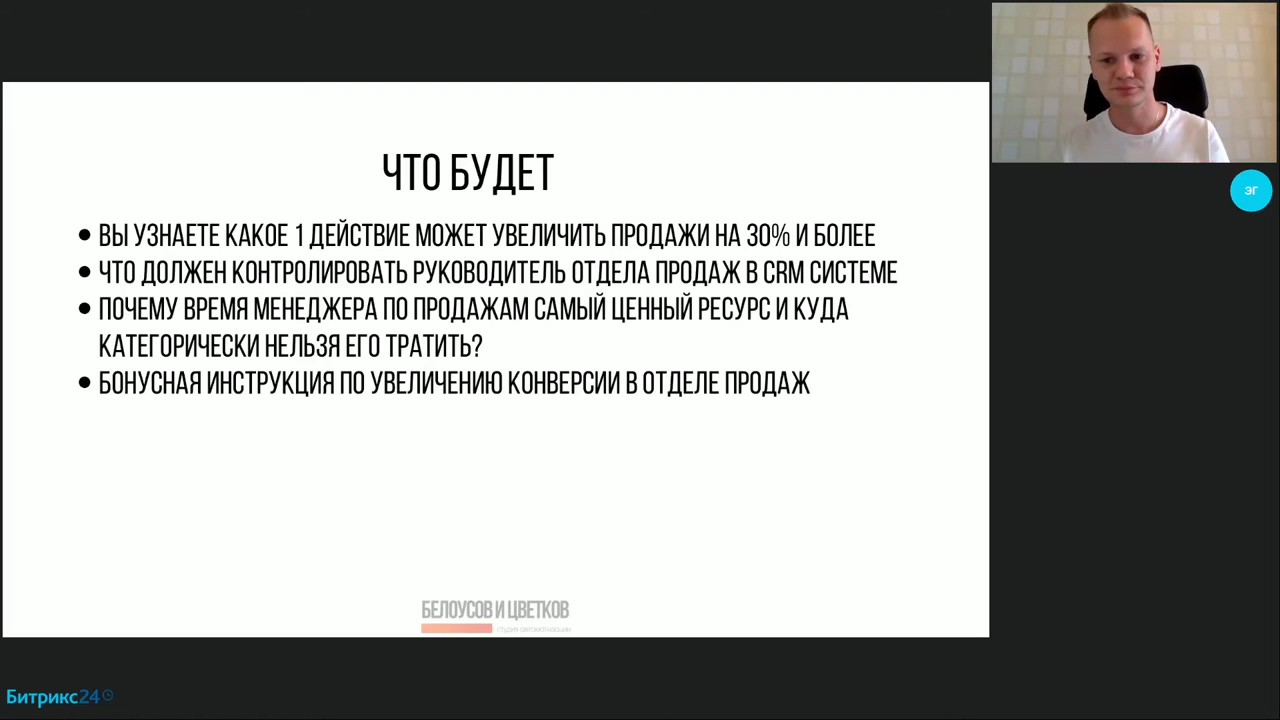 ЧТО БУДЕТ
• ВЫ УЗНАЕТЕ КАКОЕ 1 ДЕЙСТВИЕ МОЖЕТ УВЕЛИЧИТЬ ПРОДАЖИ НА 30% И БОЛЕЕ
• ЧТО ДОЛЖЕН КОНТРОЛИРОВАТЬ РУКОВОДИТЕЛЬ ОТДЕЛА ПРОДАЖ В CRM СИСТЕМЕ
• ПОЧЕМУ ВРЕМЯ МЕНЕДЖЕРА ПО ПРОДАЖАМ САМЫЙ ЦЕННЫЙ РЕСУРС И КУДА
КАТЕГОРИЧЕСКИ НЕЛЬЗЯ ЕГО ТРАТИТЬ?
• БОНУСНАЯ ИНСТРУКЦИЯ ПО УВЕЛИЧЕНИЮ КОНВЕРСИИ В ОТДЕЛЕ ПРОДАЖ
БЕЛОУСОВ И ЦВЕТКОВ
СТУДИЯ АВТОМАТИЗАЦИИ
ЭГ
Битрикс24